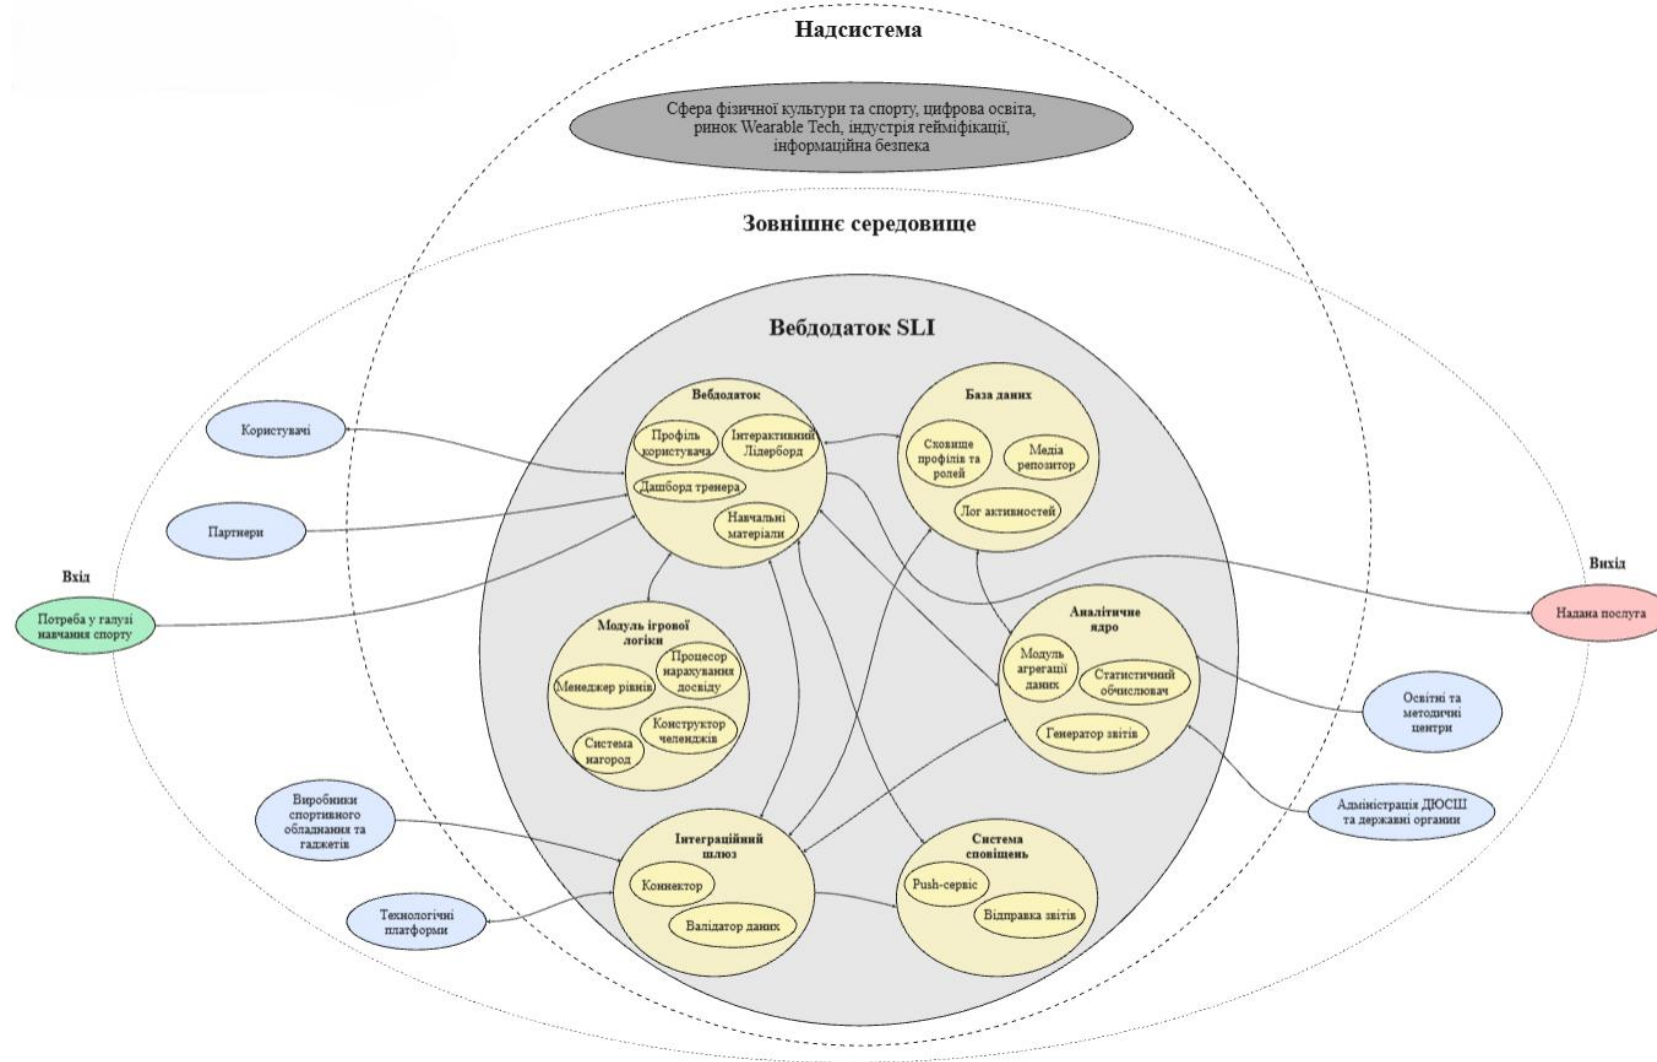 Надсистема
Сфера фізичної культури та спорту, цифрова освіта,
ринок Wearable Tech, індустрія гейміфікації,
інформаційна безпека
Зовнішнє середовище
Вебдодаток SLI
Вебдодаток
Профіль
користувача
Інтерактивний
Лідерборд
Дашборд тренера
Навчальні
матеріали
База даних
Сховище
профілів та
ролей
Медіа
репозитор
Лог активностей
Користувачі
Партнери
Вхід
Потреба у галузі
навчання спорту
Модуль ігрової
логіки
Процесор
нарахування
досвіду
Менеджер рівнів
Конструктор
челенджів
Система
нагород
Аналітичне
ядро
Модуль
агрегації
даних
Статистичний
обчислювач
Генератор звітів
Вихід
Надана послуга
Освітні та
методичні
центри
Адміністрація ДЮСШ
та державні органии
Виробники
спортивного
обладнання та
гаджетів
Технологічні
платформи
Інтеграційний
шлюз
Коннектор
Валідатор даних
Система
сповіщень
Push-сервіс
Відправка звітів